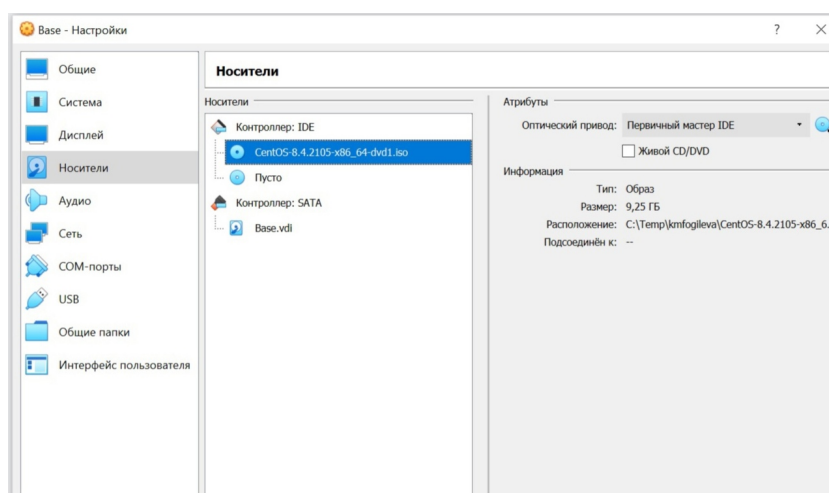 Base - Настройки
Общие
Система
Дисплей
Носители
Аудио
Сеть
COM-порты
USB
Общие папки
Интерфейс пользователя
Носители
Носители
Контроллер: IDE
CentOS-8.4.2105-x86_64-dvd1.iso
Пусто
Контроллер: SATA
Base.vdi
Атрибуты
Оптический привод: Первичный мастер IDE
Живой CD/DVD
Информация
Тип: Образ
Размер: 9,25 ГБ
Расположение: C:\Temp\kmfogileva\CentOS-8.4.2105-x86_6.
Подсоединён к: --